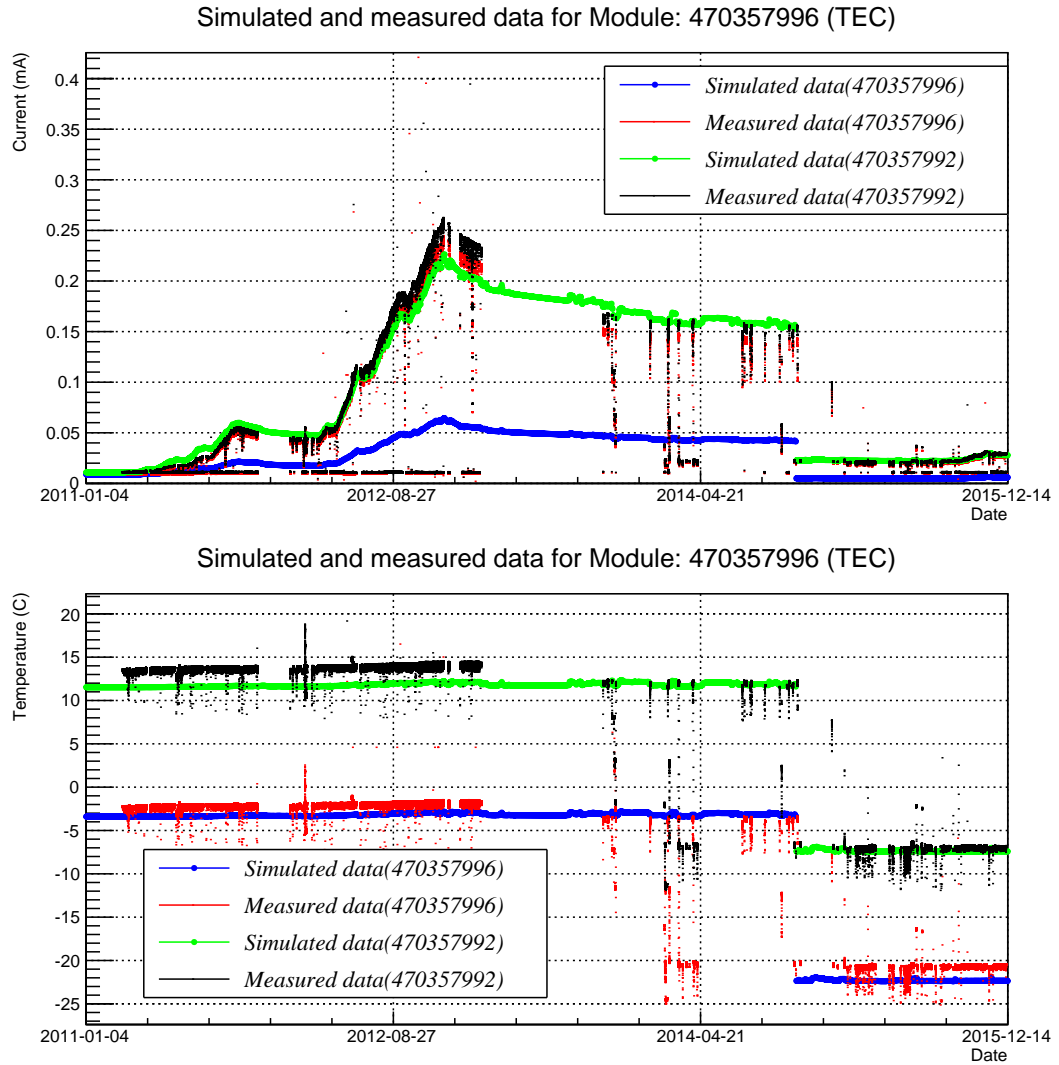 Simulated and measured data for Module: 470357996 (TEC)
Current (mA)
0.4
0.35
0.3
0.25
0.2
0.15
0.1
0.05
0
Simulated data(470357996)
Measured data(470357996)
Simulated data(470357992)
Measured data(470357992)
2011-01-04 2012-08-27 2014-04-21 2015-12-14
Date
Simulated and measured data for Module: 470357996 (TEC)
Temperature (C)
20
15
10
5
0
-5
-10
-15
-20
-25
Simulated data(470357996)
Measured data(470357996)
Simulated data(470357992)
Measured data(470357992)
2011-01-04 2012-08-27 2014-04-21 2015-12-14
Date